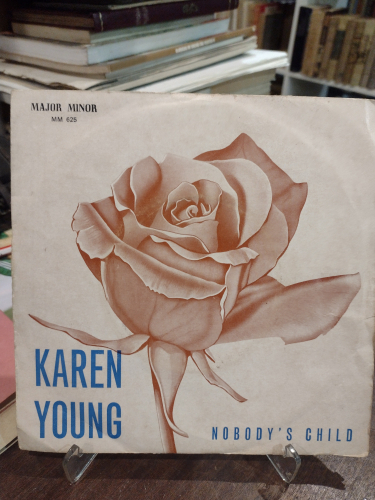 MAJOR MINOR
MM 625
KAREN
YOUNG
NOBODY'S CHILD